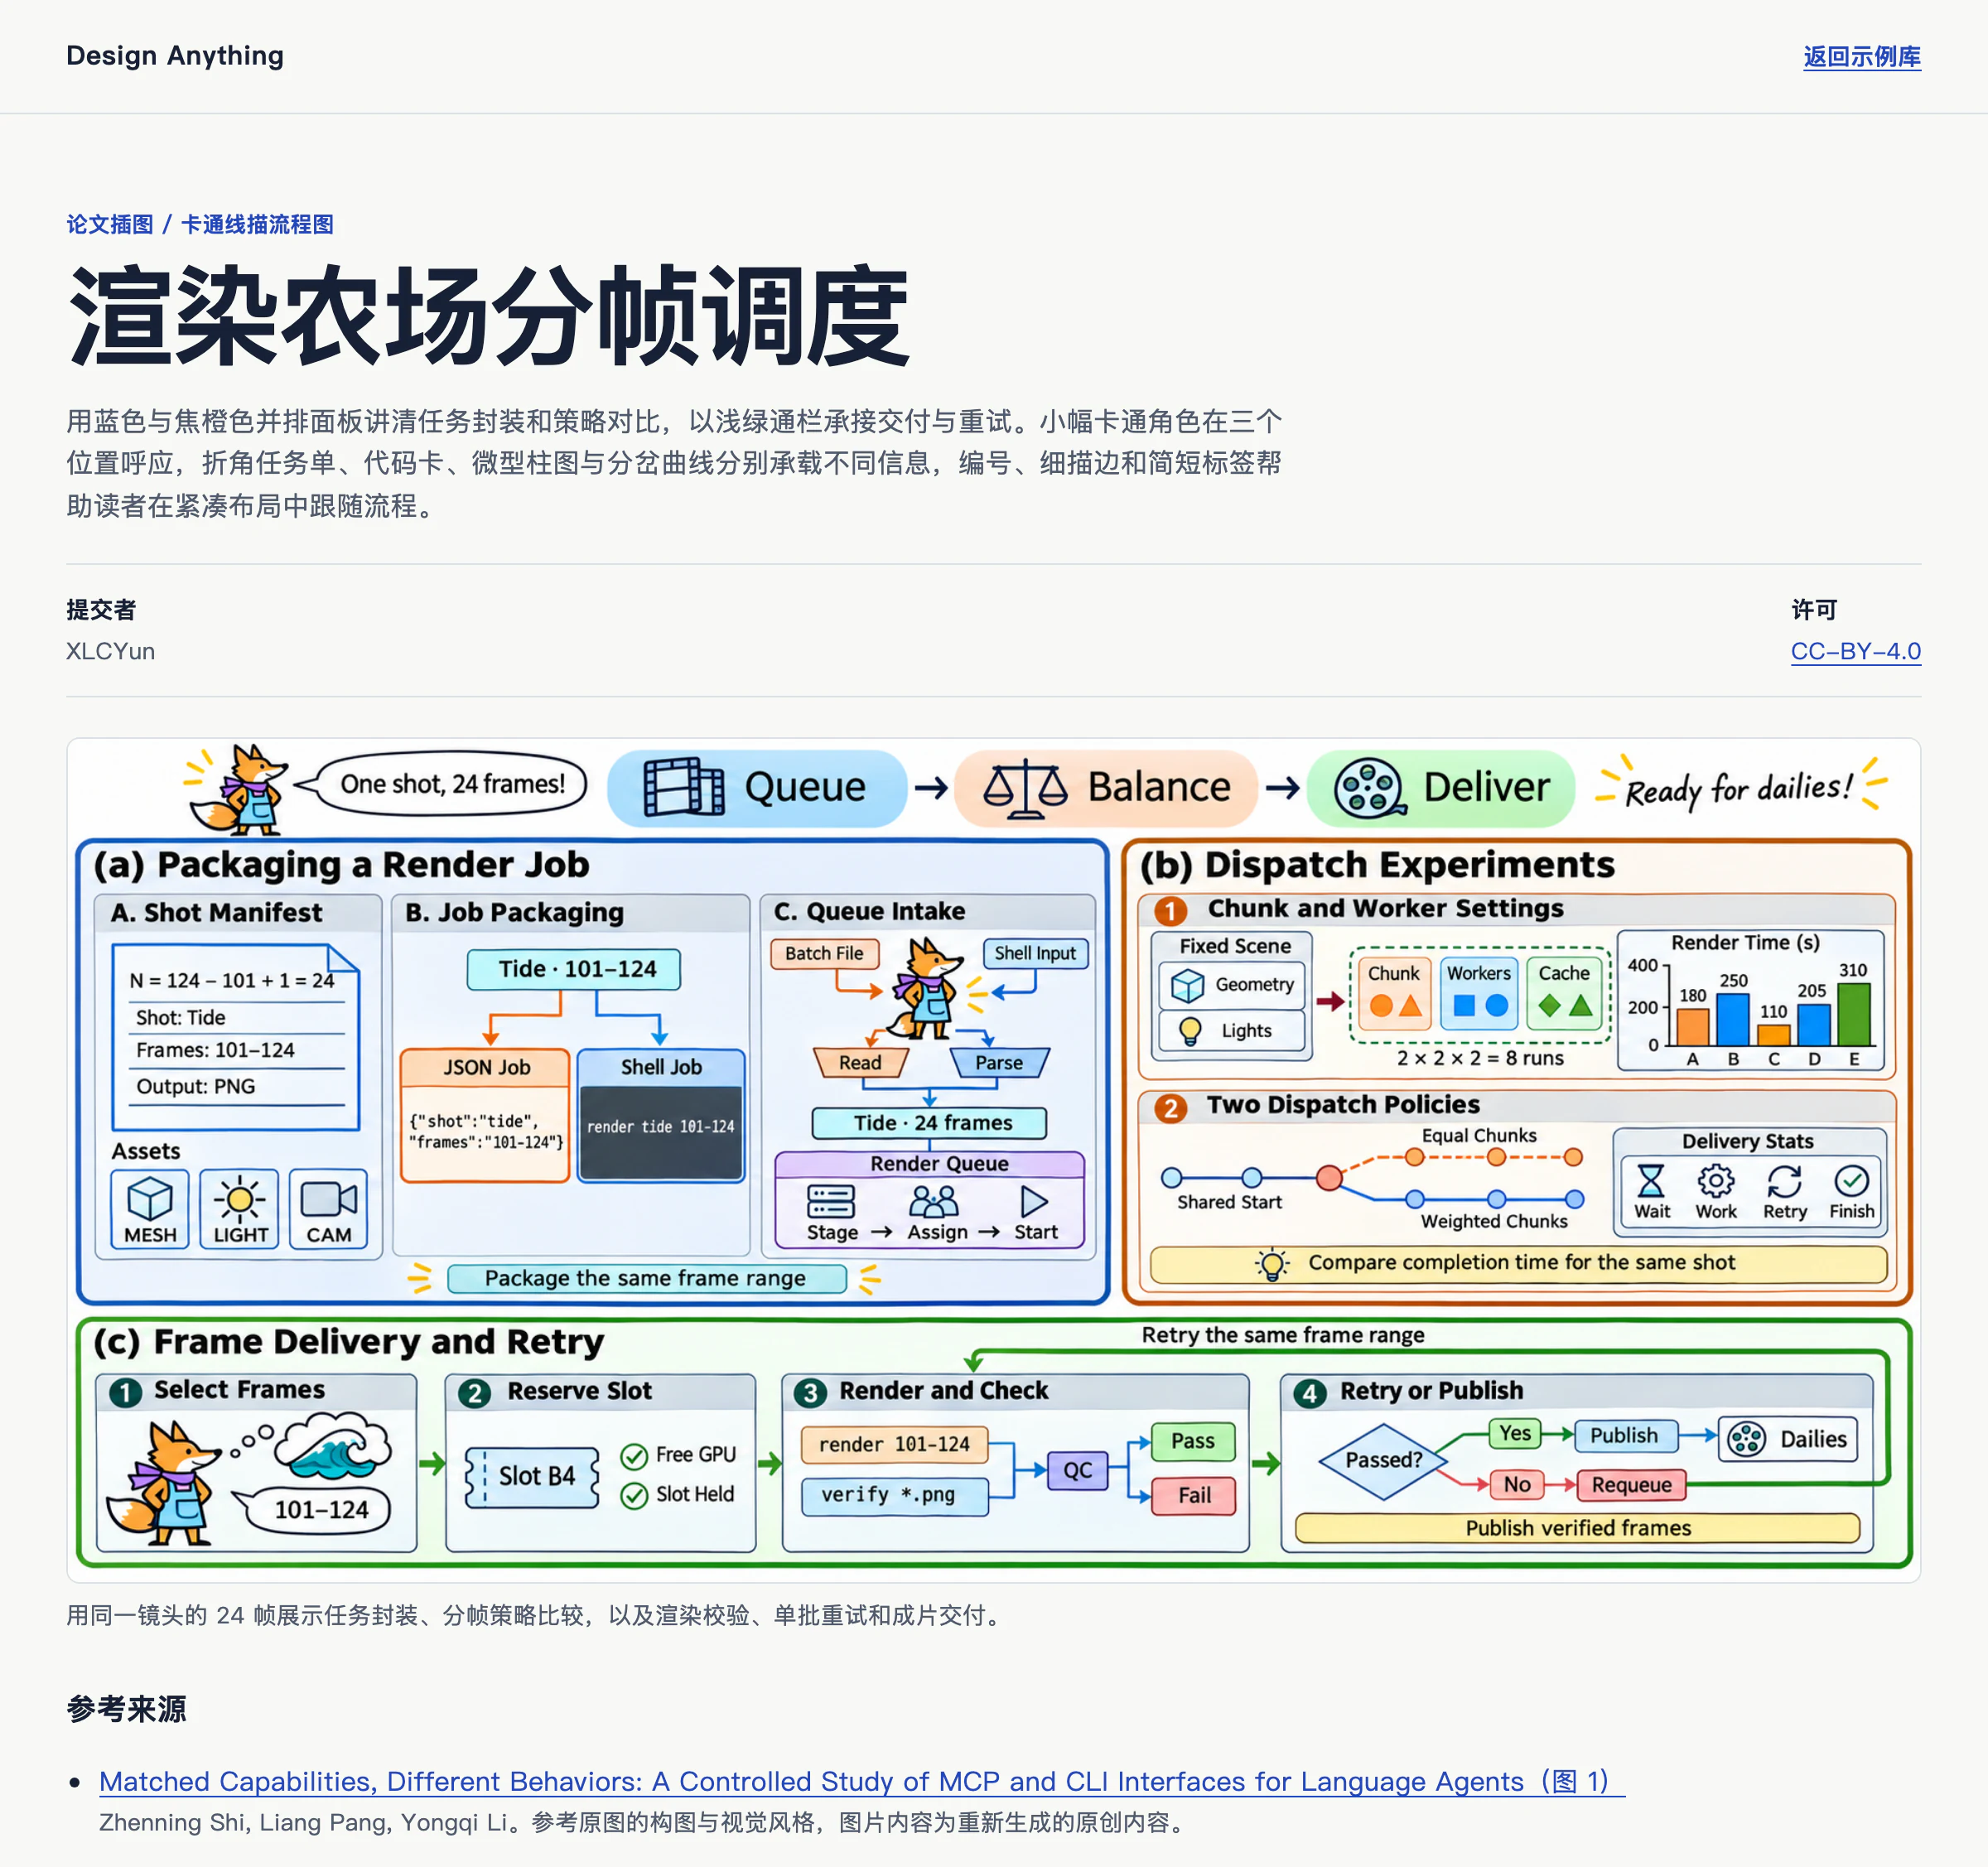 Design Anything
返回示例库
论文插图 / 卡通线描流程图
渲染农场分帧调度
用蓝色与焦橙色并排面板讲清任务封装和策略对比，以浅绿通栏承接交付与重试。小幅卡通角色在三个
位置呼应，折角任务单、代码卡、微型柱图与分岔曲线分别承载不同信息，编号、细描边和简短标签帮
助读者在紧凑布局中跟随流程。
提交者
许可
XLCYun
CC-BY-4.0
One shot, 24 frames!
Queue
Balance
Deliver
Ready for dailies!
(a) Packaging a Render Job
A. Shot Manifest
N = 124 – 101 + 1 = 24
Shot: Tide
Frames: 101–124
Output: PNG
Assets
MESH
LIGHT
CAM
B. Job Packaging
Tide · 101–124
JSON Job
{"shot":"tide",
"frames":"101-124"}
Shell Job
render tide 101-124
C. Queue Intake
Batch File
Shell Input
Read
Parse
Tide · 24 frames
Render Queue
Stage → Assign → Start
Package the same frame range
(b) Dispatch Experiments
1 Chunk and Worker Settings
Fixed Scene
Geometry
Lights
Chunk
Workers
Cache
2 × 2 × 2 = 8 runs
Render Time (s)
400
200
0
180
250
110
205
310
A B C D E
2 Two Dispatch Policies
Equal Chunks
Shared Start
Weighted Chunks
Delivery Stats
Wait
Work
Retry
Finish
Compare completion time for the same shot
(c) Frame Delivery and Retry
Retry the same frame range
1 Select Frames
101–124
2 Reserve Slot
Slot B4
Free GPU
Slot Held
3 Render and Check
render 101-124
verify *.png
QC
Pass
Fail
4 Retry or Publish
Passed?
Yes
Publish
Dailies
No
Requeue
Publish verified frames
用同一镜头的 24 帧展示任务封装、分帧策略比较，以及渲染校验、单批重试和成片交付。
参考来源
Matched Capabilities, Different Behaviors: A Controlled Study of MCP and CLI Interfaces for Language Agents（图 1）
Zhenning Shi, Liang Pang, Yongqi Li。参考原图的构图与视觉风格，图片内容为重新生成的原创内容。